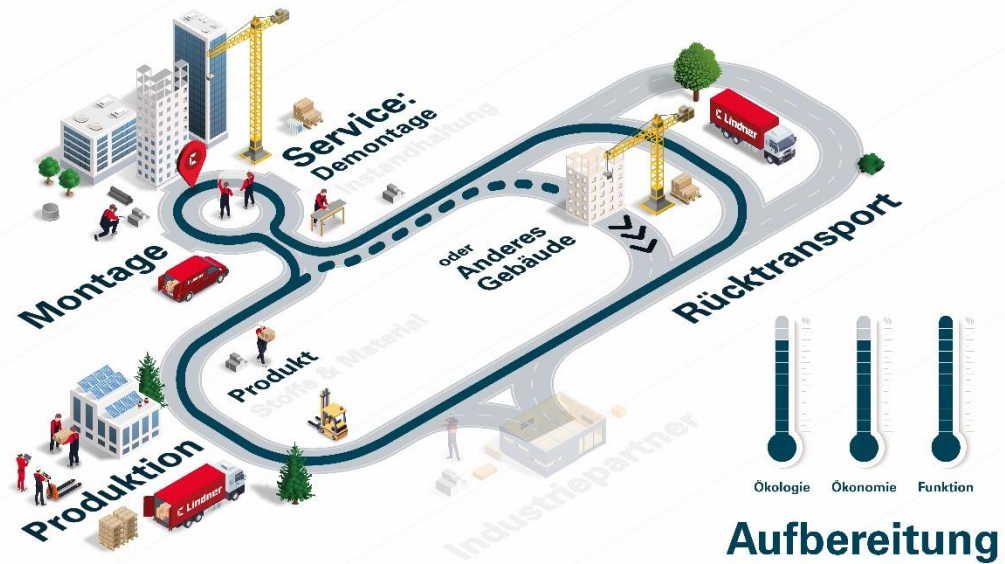 Service:
Demontage
Instandhaltung
Lindner
Montage
oder
Anderes
Gebäude
Rücktransport
Produkt
Stoffe & Material
Produktion
Lindner
Industriepartner
%
%
%
Ökologie
Ökonomie
Funktion
Aufbereitung